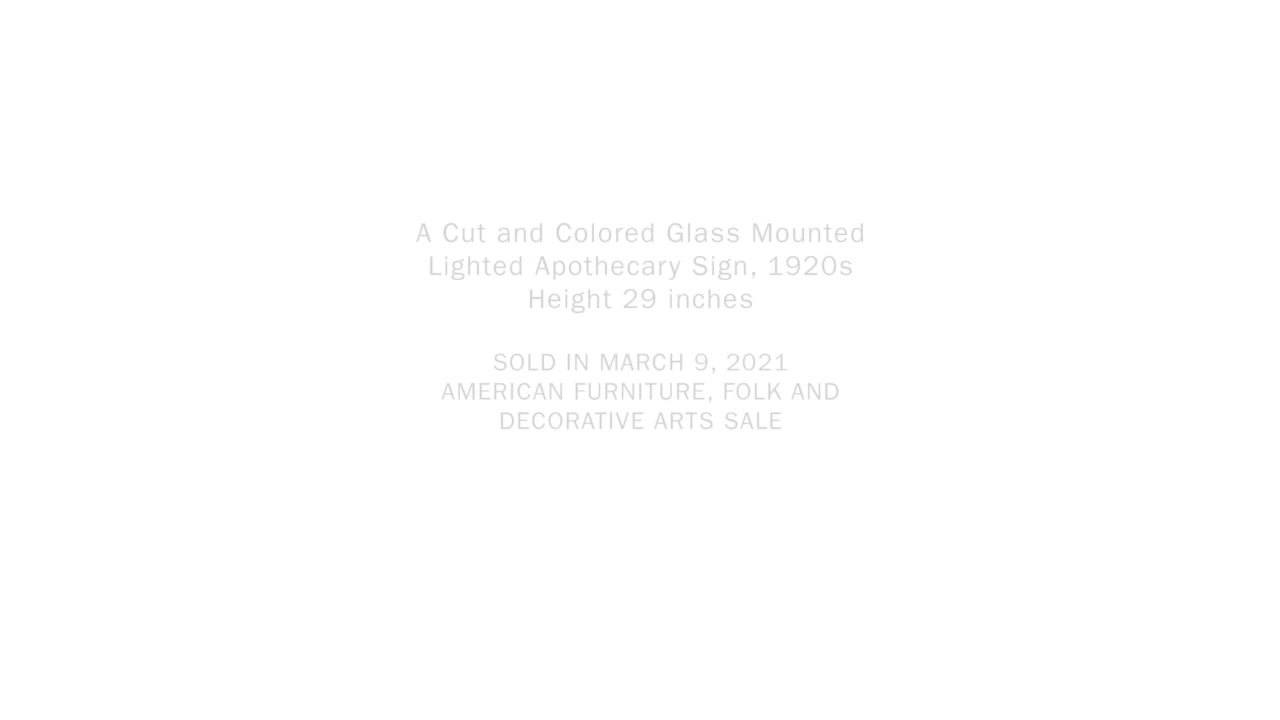 A Cut and Colored Glass Mounted
Lighted Apothecary Sign, 1920s
Height 29 inches
SOLD IN MARCH 9, 2021
AMERICAN FURNITURE, FOLK AND
DECORATIVE ARTS SALE